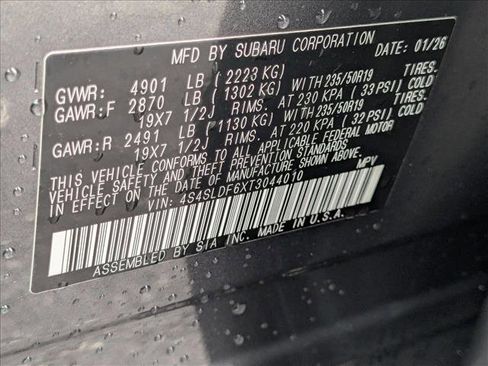 MFD BY SUBARU CORPORATION DATE: 01/26
GVWR: 4901 LB ( 2223 KG)
GAWR:F 2870 LB ( 1302 KG) WITH 235/50R19 TIRES.
19X7 1/2J RIMS. AT 230 KPA ( 33 PSI) COLD
GAWR:R 2491 LB ( 1130 KG) WITH 235/50R19 TIRES.
19X7 1/2J RIMS. AT 220 KPA ( 32 PSI) COLD
THIS VEHICLE CONFORMS TO ALL APPLICABLE FEDERAL MOTOR
VEHICLE SAFETY AND THEFT PREVENTION STANDARDS
IN EFFECT ON THE DATE OF MANUFACTURE SHOWN ABOVE.
VIN: 4S4SLDF6XT3044010 MPV
ASSEMBLED BY SIA INC. MADE IN U.S.A.